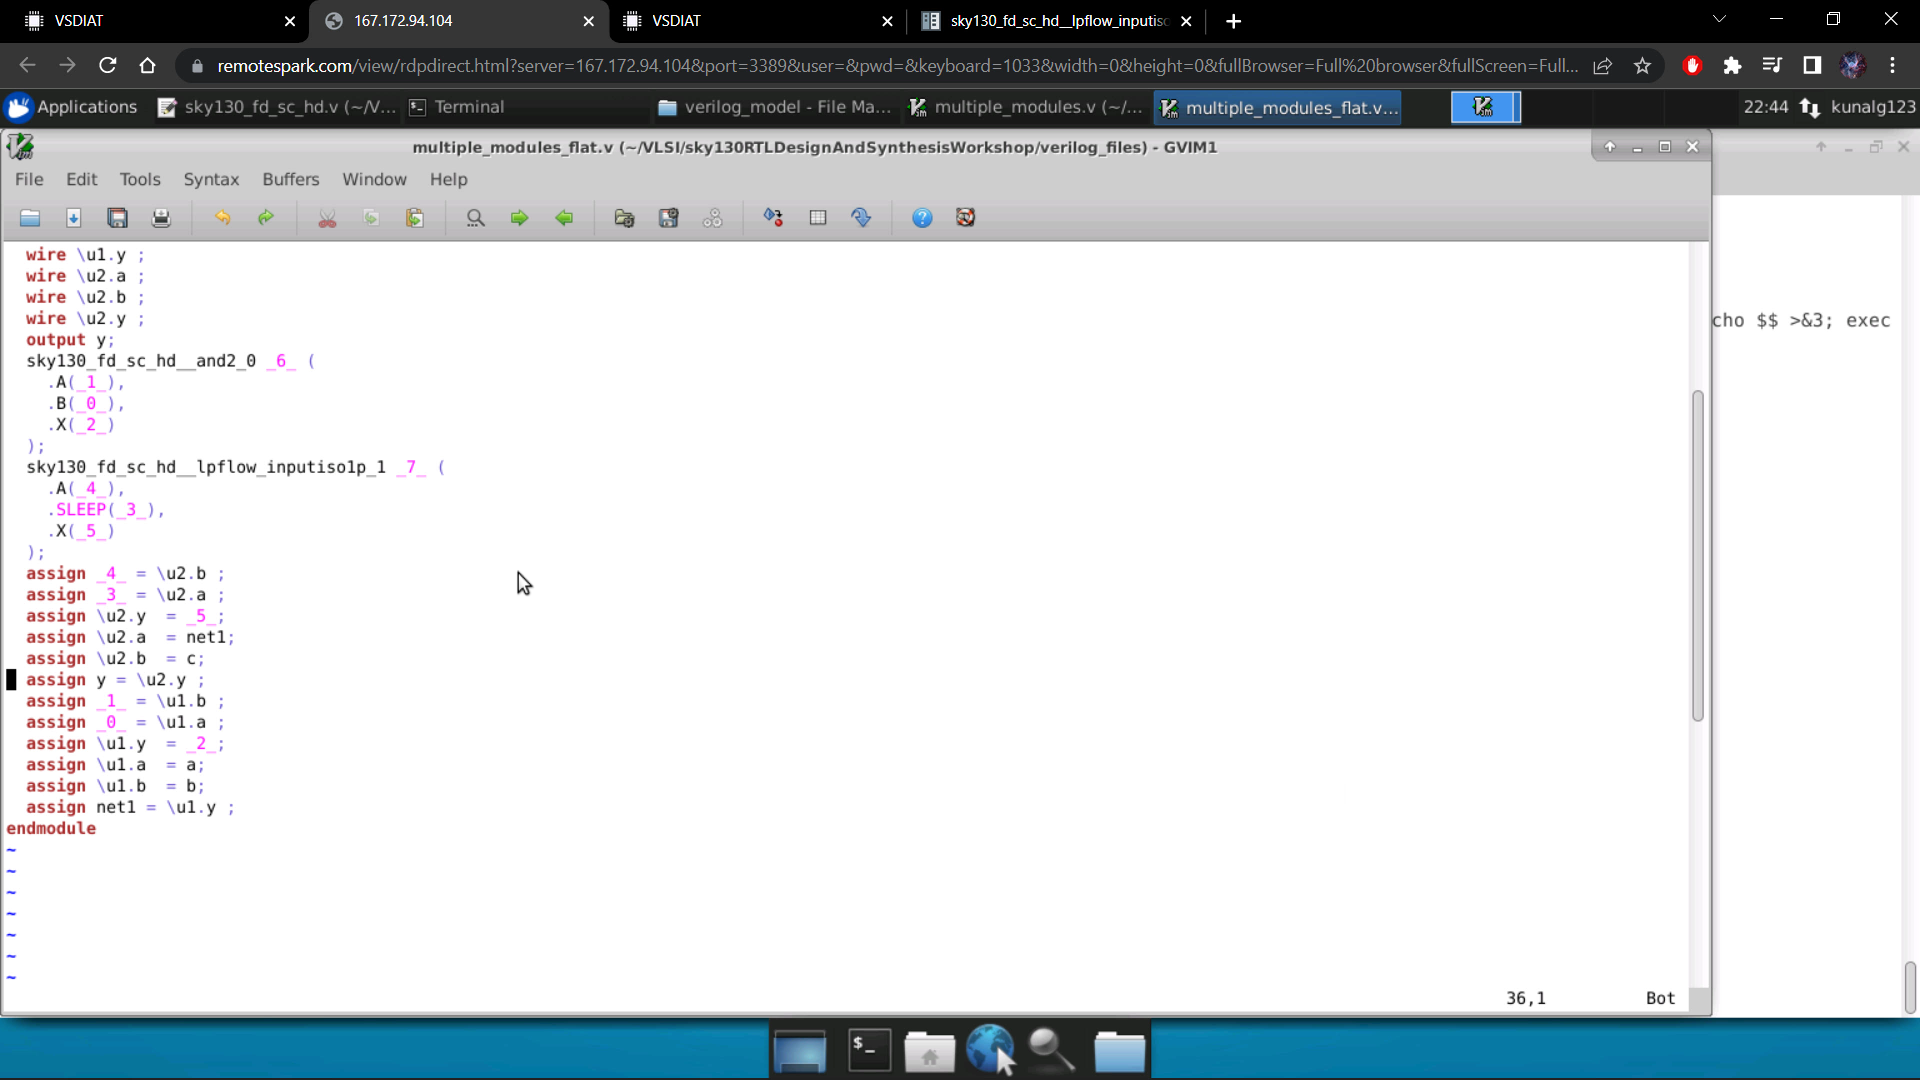 VSDIAT
167.172.94.104
VSDIAT
sky130_fd_sc_hd__lpflow_inputiso
remotespark.com/view/rdpdirect.html?server=167.172.94.104&port=3389&user=&pwd=&keyboard=1033&width=0&height=0&fullBrowser=Full%20browser&fullScreen=Full...
Applications
sky130_fd_sc_hd.v (~/V...
Terminal
verilog_model - File Ma...
multiple_modules.v (~/...
multiple_modules_flat.v...
22:44
kunalg123
multiple_modules_flat.v (~/VLSI/sky130RTLDesignAndSynthesisWorkshop/verilog_files) - GVIM1
File Edit Tools Syntax Buffers Window Help
wire \u1.y ;
wire \u2.a ;
wire \u2.b ;
wire \u2.y ;
output y;
sky130_fd_sc_hd__and2_0 _6_ (
.A(_1_),
.B(_0_),
.X(_2_)
);
sky130_fd_sc_hd__lpflow_inputiso1p_1 _7_ (
.A(_4_),
.SLEEP(_3_),
.X(_5_)
);
assign _4_ = \u2.b ;
assign _3_ = \u2.a ;
assign \u2.y = _5_;
assign \u2.a = net1;
assign \u2.b = c;
assign y = \u2.y ;
assign _1_ = \u1.b ;
assign _0_ = \u1.a ;
assign \u1.y = _2_;
assign \u1.a = a;
assign \u1.b = b;
assign net1 = \u1.y ;
endmodule
~
~
~
~
~
~
~
36,1 Bot
cho $$ >&3; exec
$_